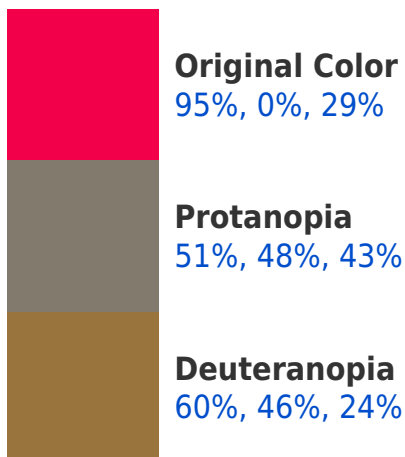 Original Color
95%, 0%, 29%
Protanopia
51%, 48%, 43%
Deuteranopia
60%, 46%, 24%